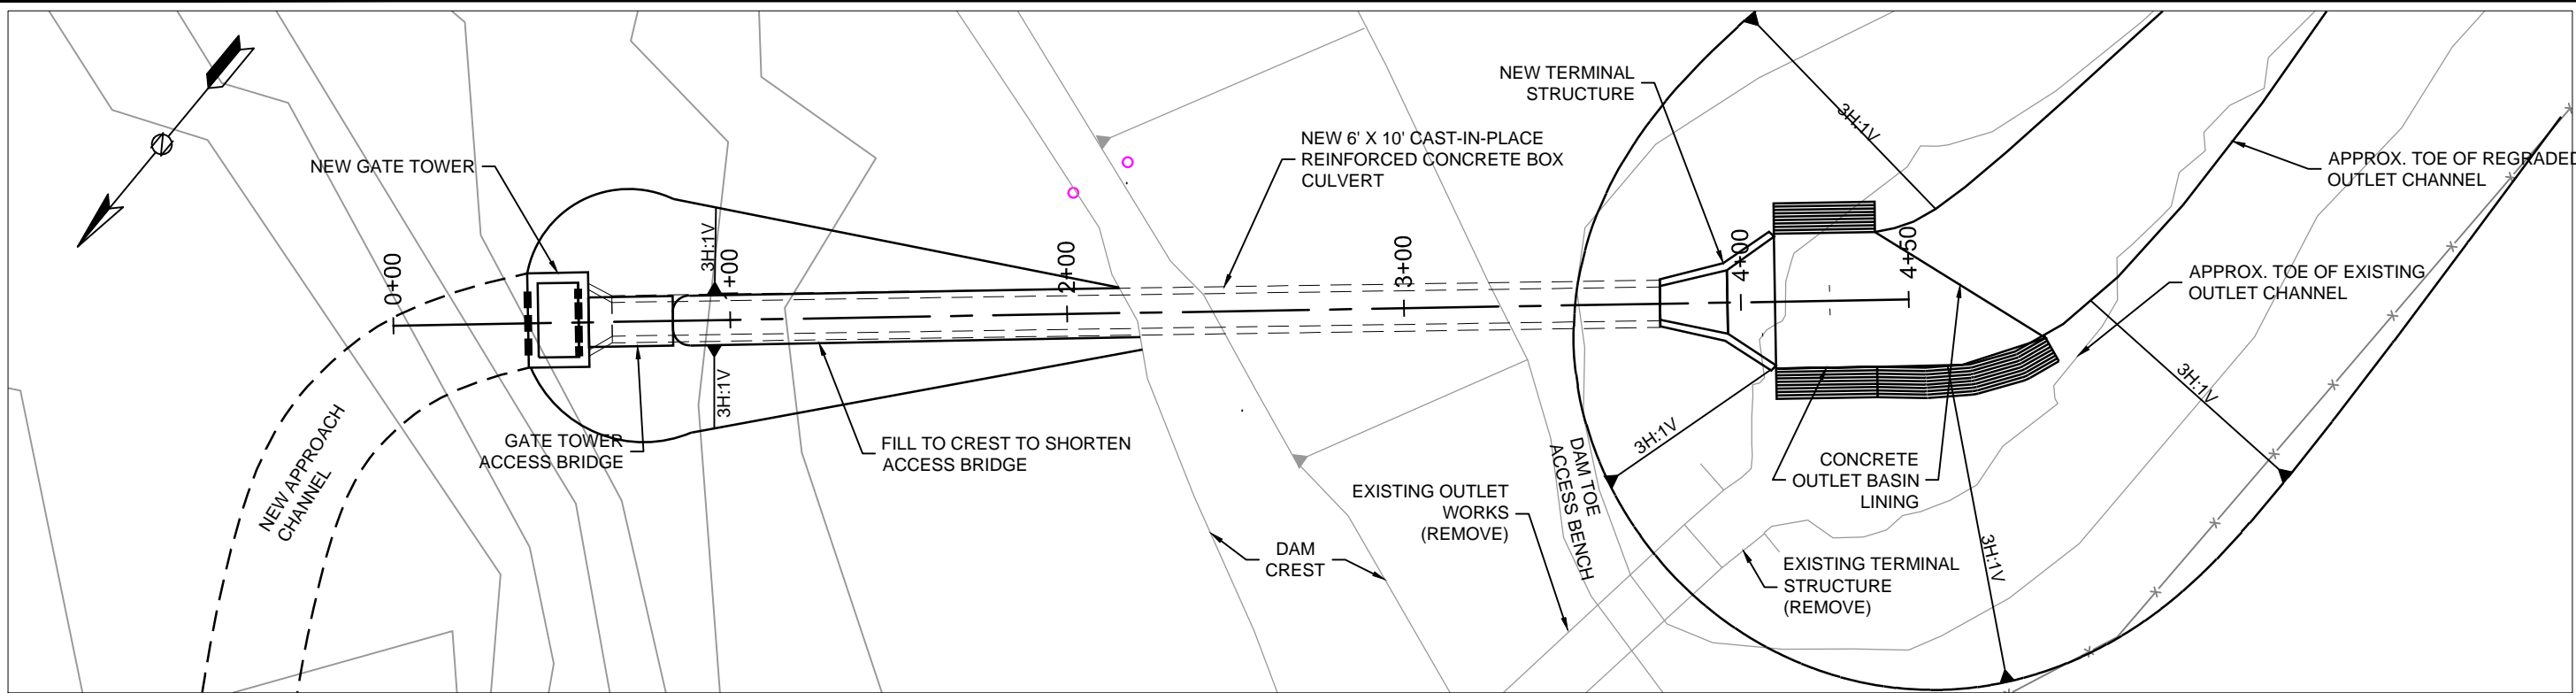 NEW GATE TOWER
0+00
3H:1V
+00
2+00
3H:1V
NEW APPROACH
CHANNEL
GATE TOWER
ACCESS BRIDGE
FILL TO CREST TO SHORTEN
ACCESS BRIDGE
NEW 6' X 10' CAST-IN-PLACE
REINFORCED CONCRETE BOX
CULVERT
3+00
NEW TERMINAL
STRUCTURE
3H:1V
4+00
4+50
APPROX. TOE OF REGRADED
OUTLET CHANNEL
APPROX. TOE OF EXISTING
OUTLET CHANNEL
3H:1V
3H:1V
DAM TOE
ACCESS BENCH
CONCRETE
OUTLET BASIN
LINING
EXISTING OUTLET
WORKS
(REMOVE)
DAM
CREST
EXISTING TERMINAL
STRUCTURE
(REMOVE)
3H:1V